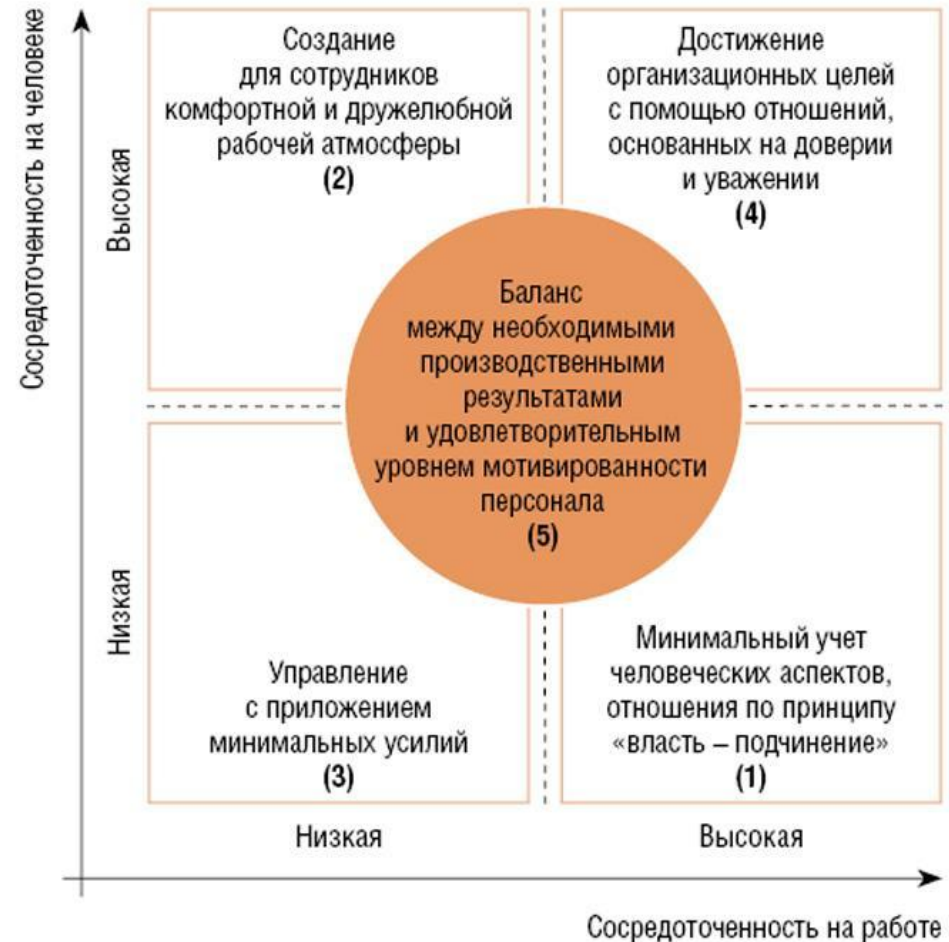 Сосредоточенность на человеке
Высокая
Низкая
Создание
для сотрудников
комфортной и дружелюбной
рабочей атмосферы
(2)
Достижение
организационных целей
с помощью отношений,
основанных на доверии
и уважении
(4)
Баланс
между необходимыми
производственными
результатами
и удовлетворительным
уровнем мотивированности
персонала
(5)
Управление
с приложением
минимальных усилий
(3)
Минимальный учет
человеческих аспектов,
отношения по принципу
«власть – подчинение»
(1)
Низкая
Высокая
Сосредоточенность на работе